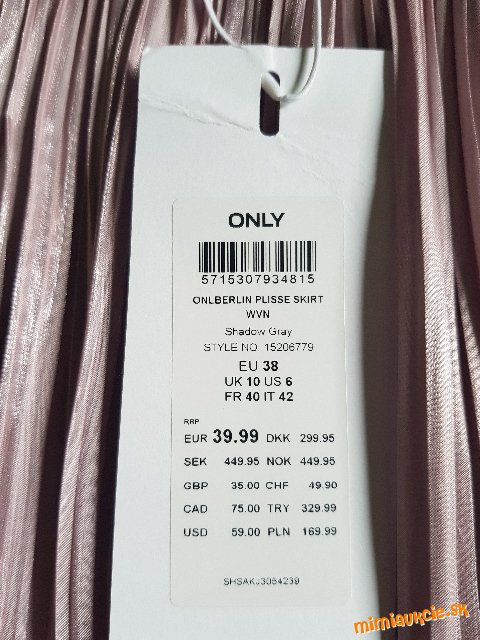 ONLY
5715307934815
ONLBERLIN PLISSE SKIRT
WVN
Shadow Gray
STYLE NO. 15206779
EU 38
UK 10 US 6
FR 40 IT 42
RRP
EUR 39.99 DKK 299.95
SEK 449.95 NOK 449.95
GBP 35.00 CHF 49.90
CAD 75.00 TRY 329.99
USD 59.00 PLN 169.99
SHSAKJ3054239
mimiaukcie.sk